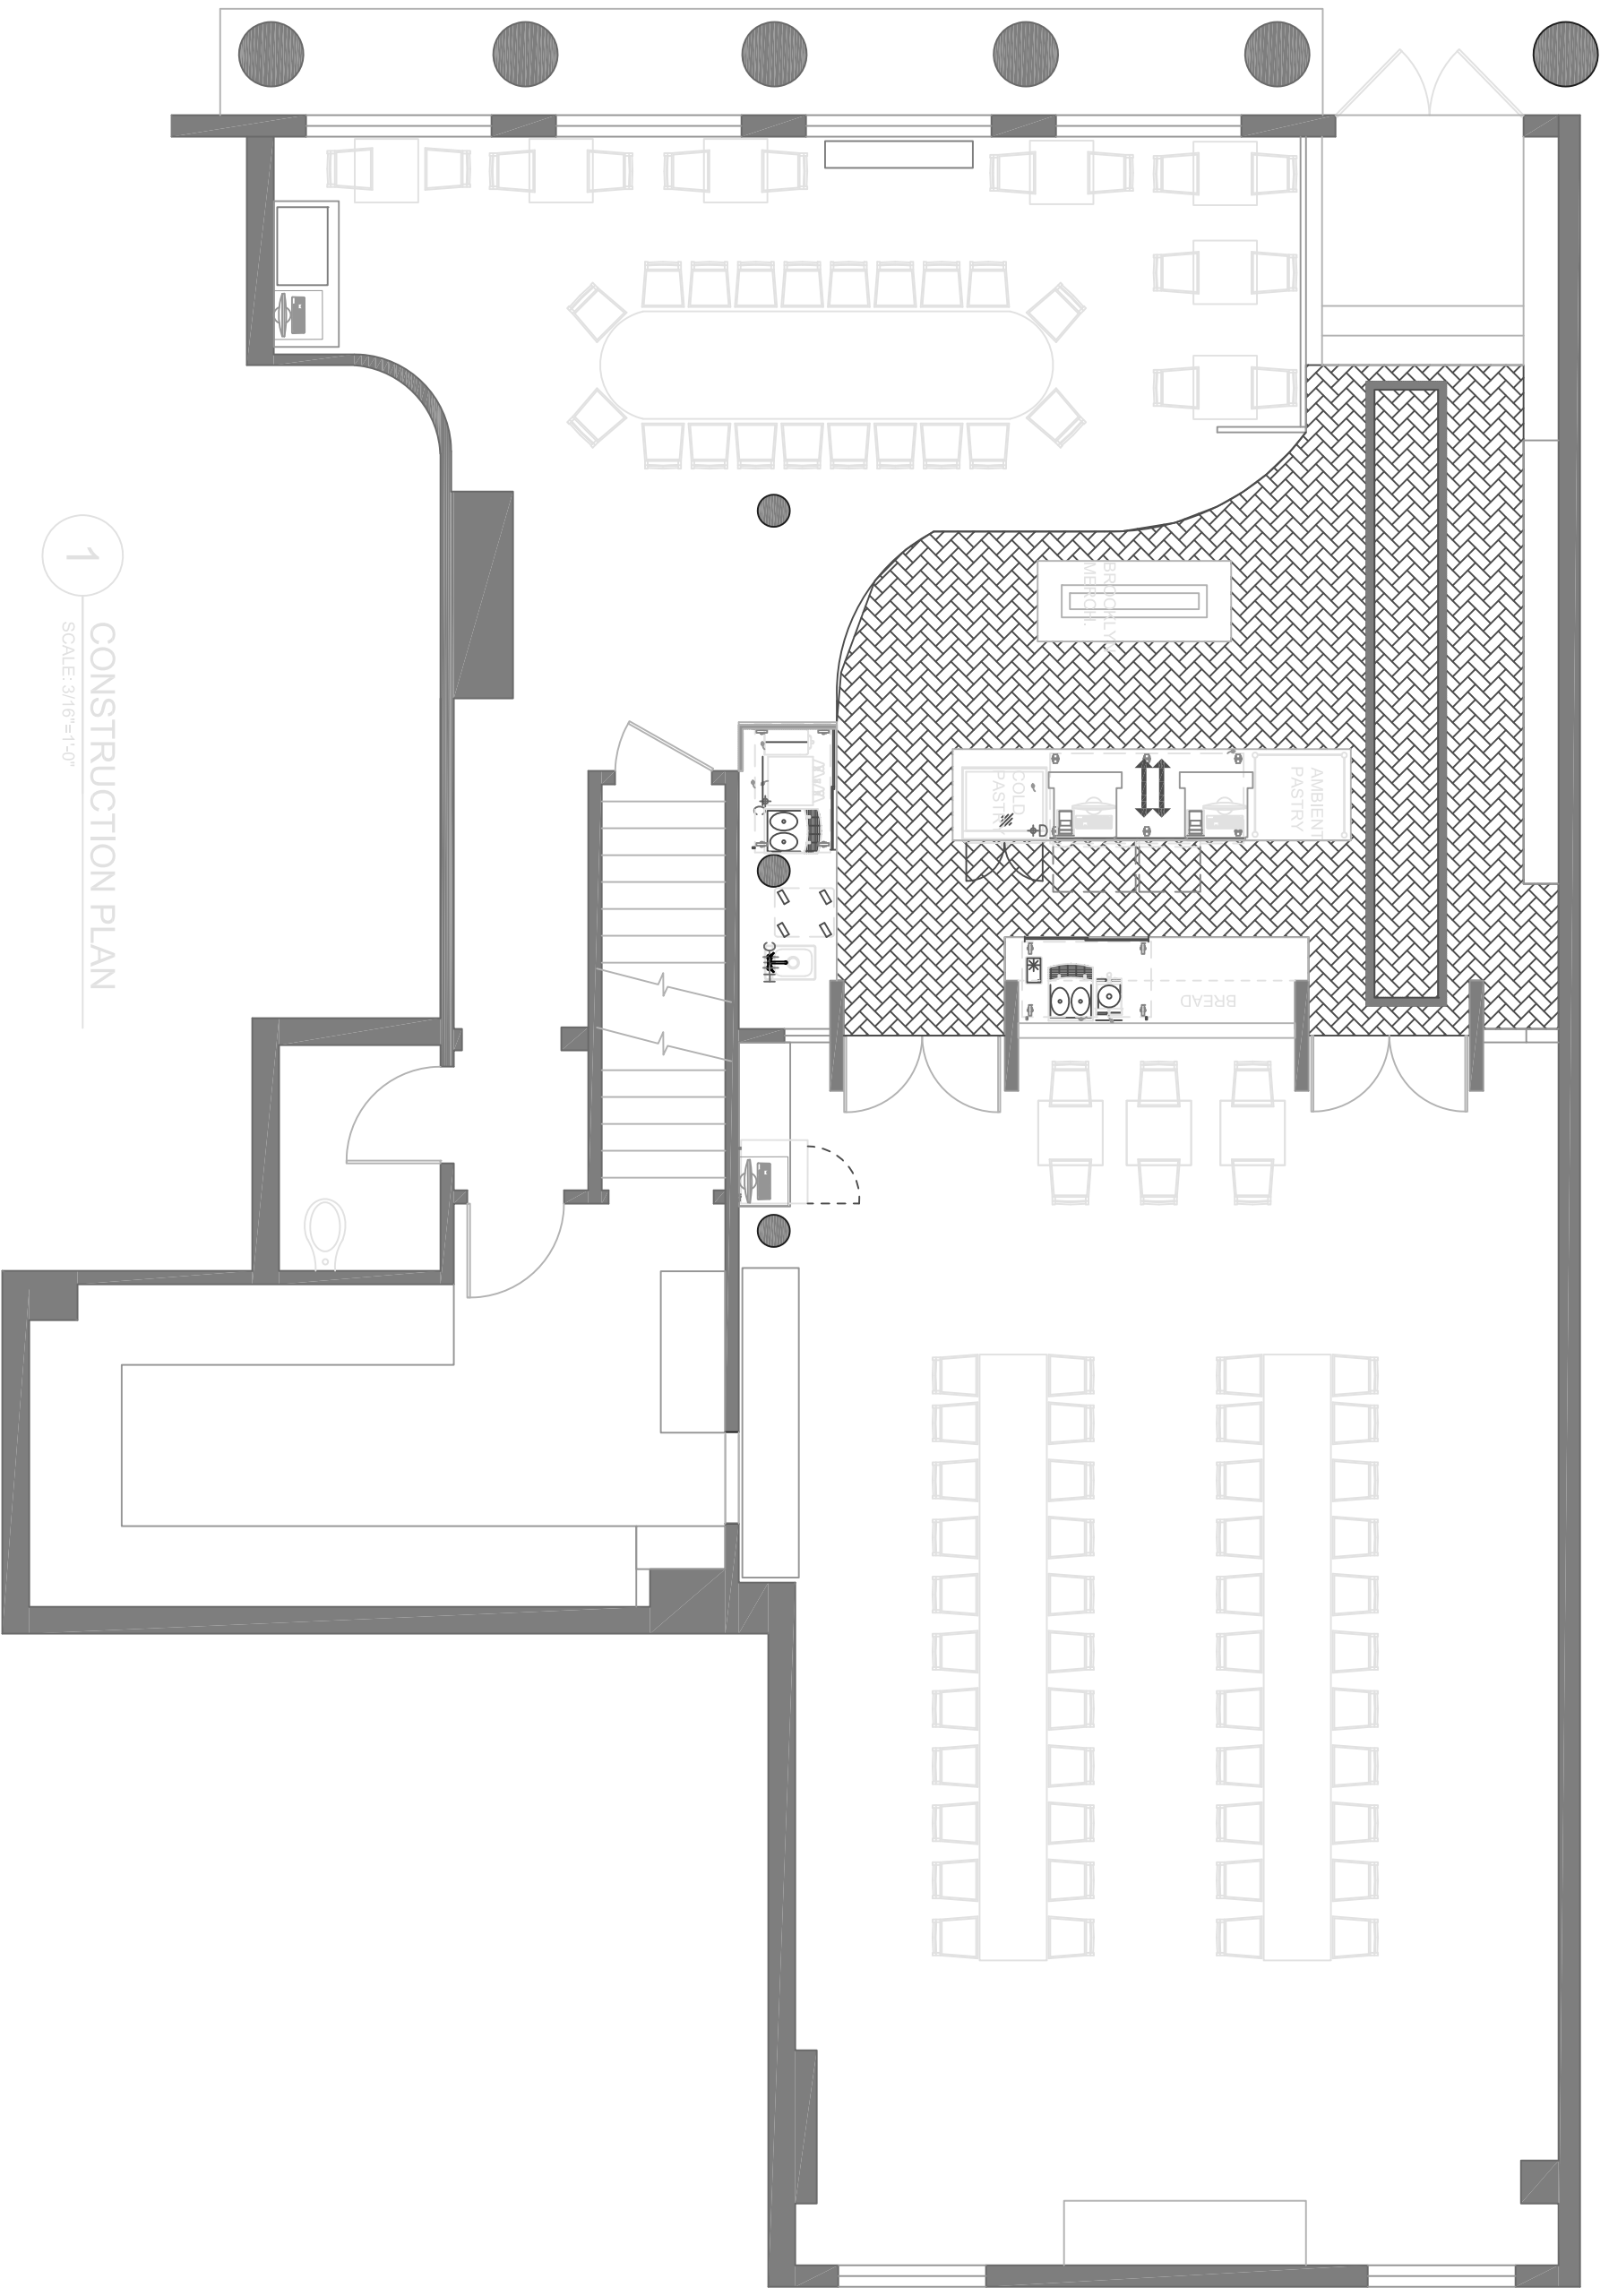 1
CONSTRUCTION PLAN
SCALE: 3/16"=1'-0"
BROOKLYN
MERCH.
AMBIENT
PASTRY
COLD
PASTRY
BREAD